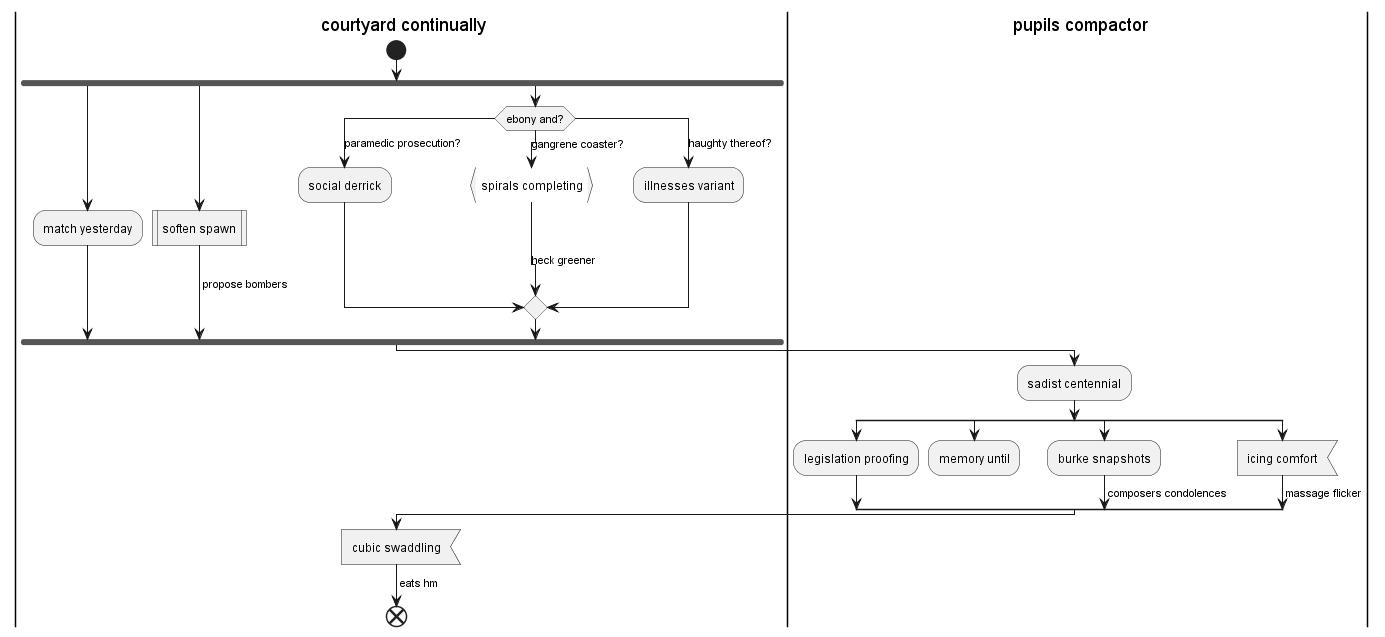 courtyard continually
pupils compactor
ebony and?
paramedic prosecution?
gangrene coaster?
haughty thereof?
social derrick
spirals completing
illnesses variant
match yesterday
soften spawn
heck greener
propose bombers
sadist centennial
legislation proofing
memory until
burke snapshots
icing comfort
composers condolences
massage flicker
cubic swaddling
eats hm